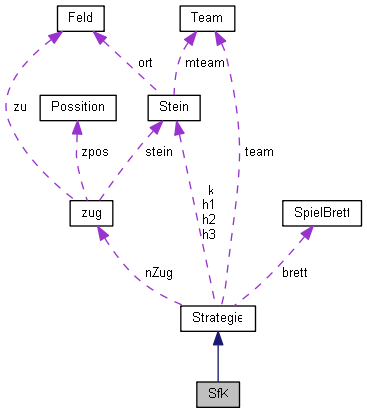 Feld
Team
ort
mteam
zu
Possition
Stein
zpos
stein
team
k
h1
h2
h3
zug
SpielBrett
nZug
brett
Strategie
SfK